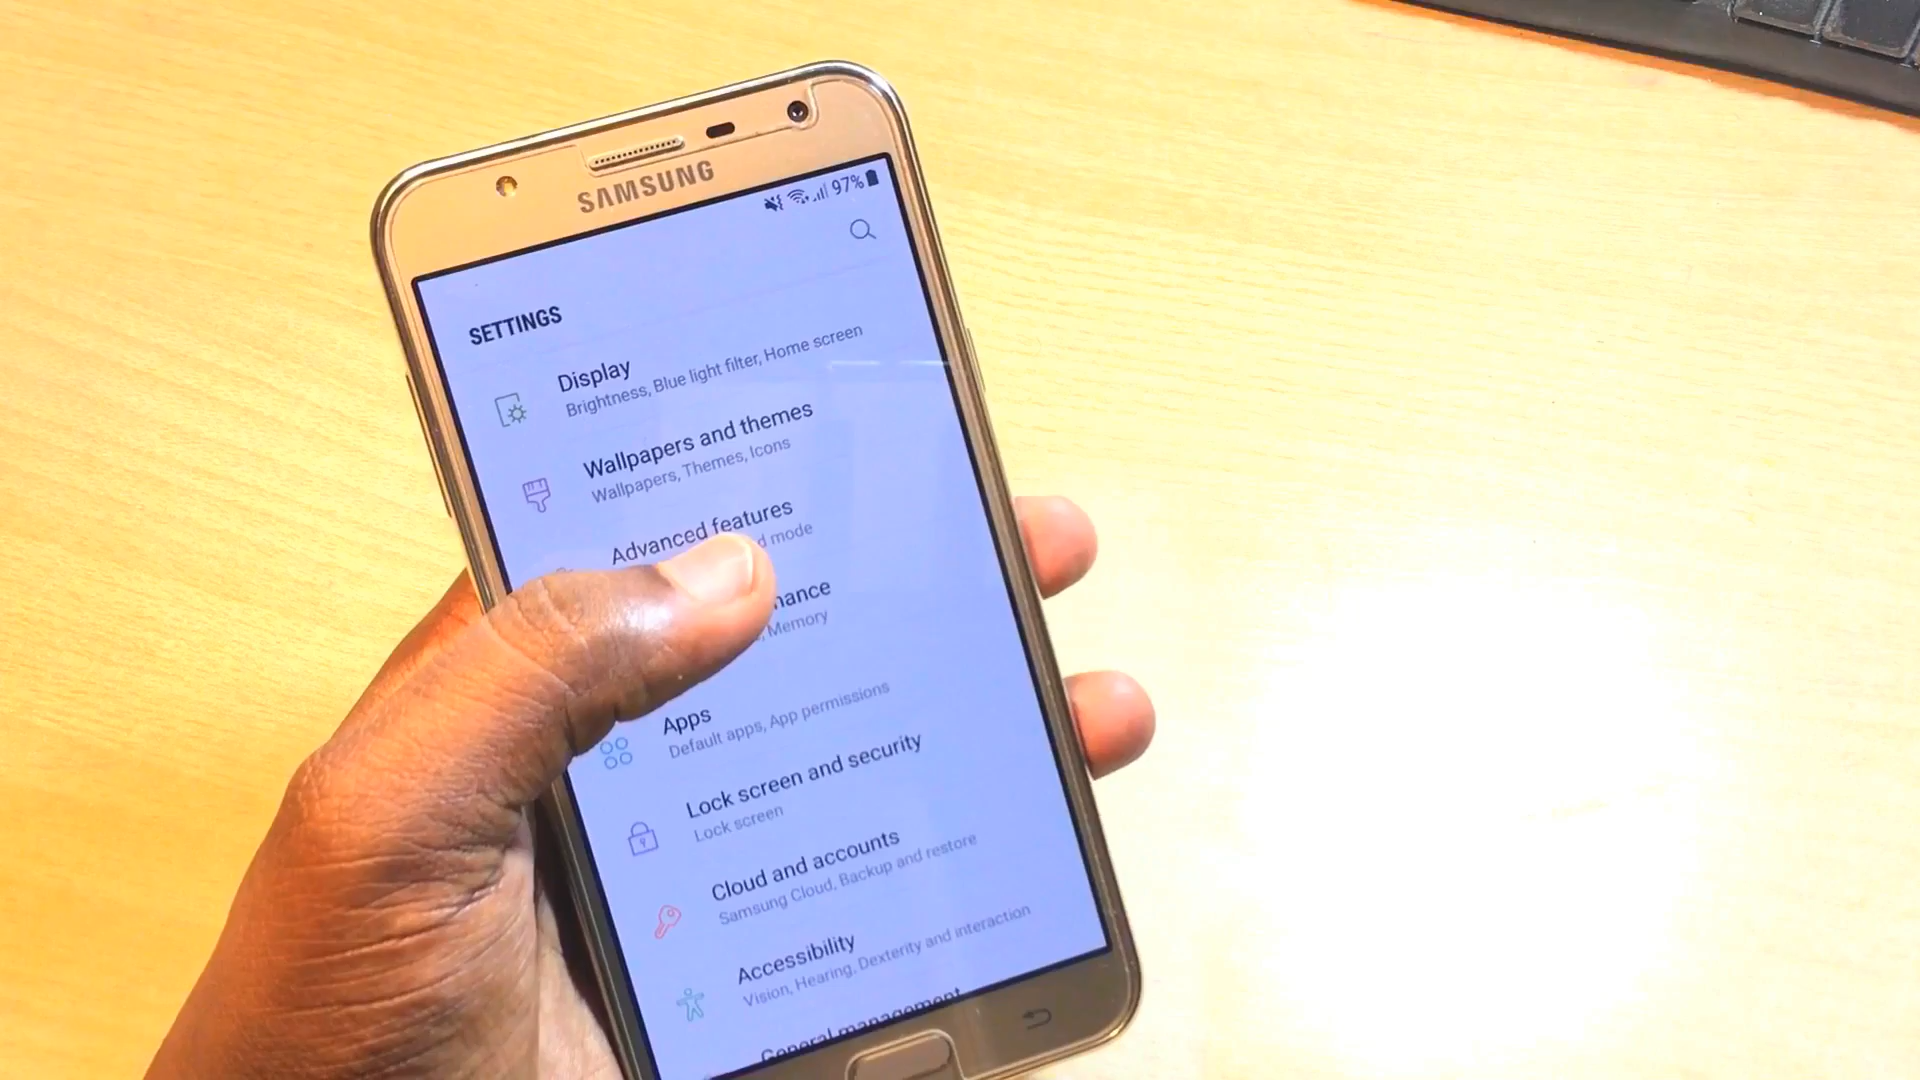 SAMSUNG
97%
SETTINGS
Display
Brightness, Blue light filter, Home screen
Wallpapers and themes
Wallpapers, Themes, Icons
Advanced features
mode
Memory
Apps
Default apps, App permissions
Lock screen and security
Lock screen
Cloud and accounts
Samsung Cloud, Backup and restore
Accessibility
Vision, Hearing, Dexterity and interaction
General management